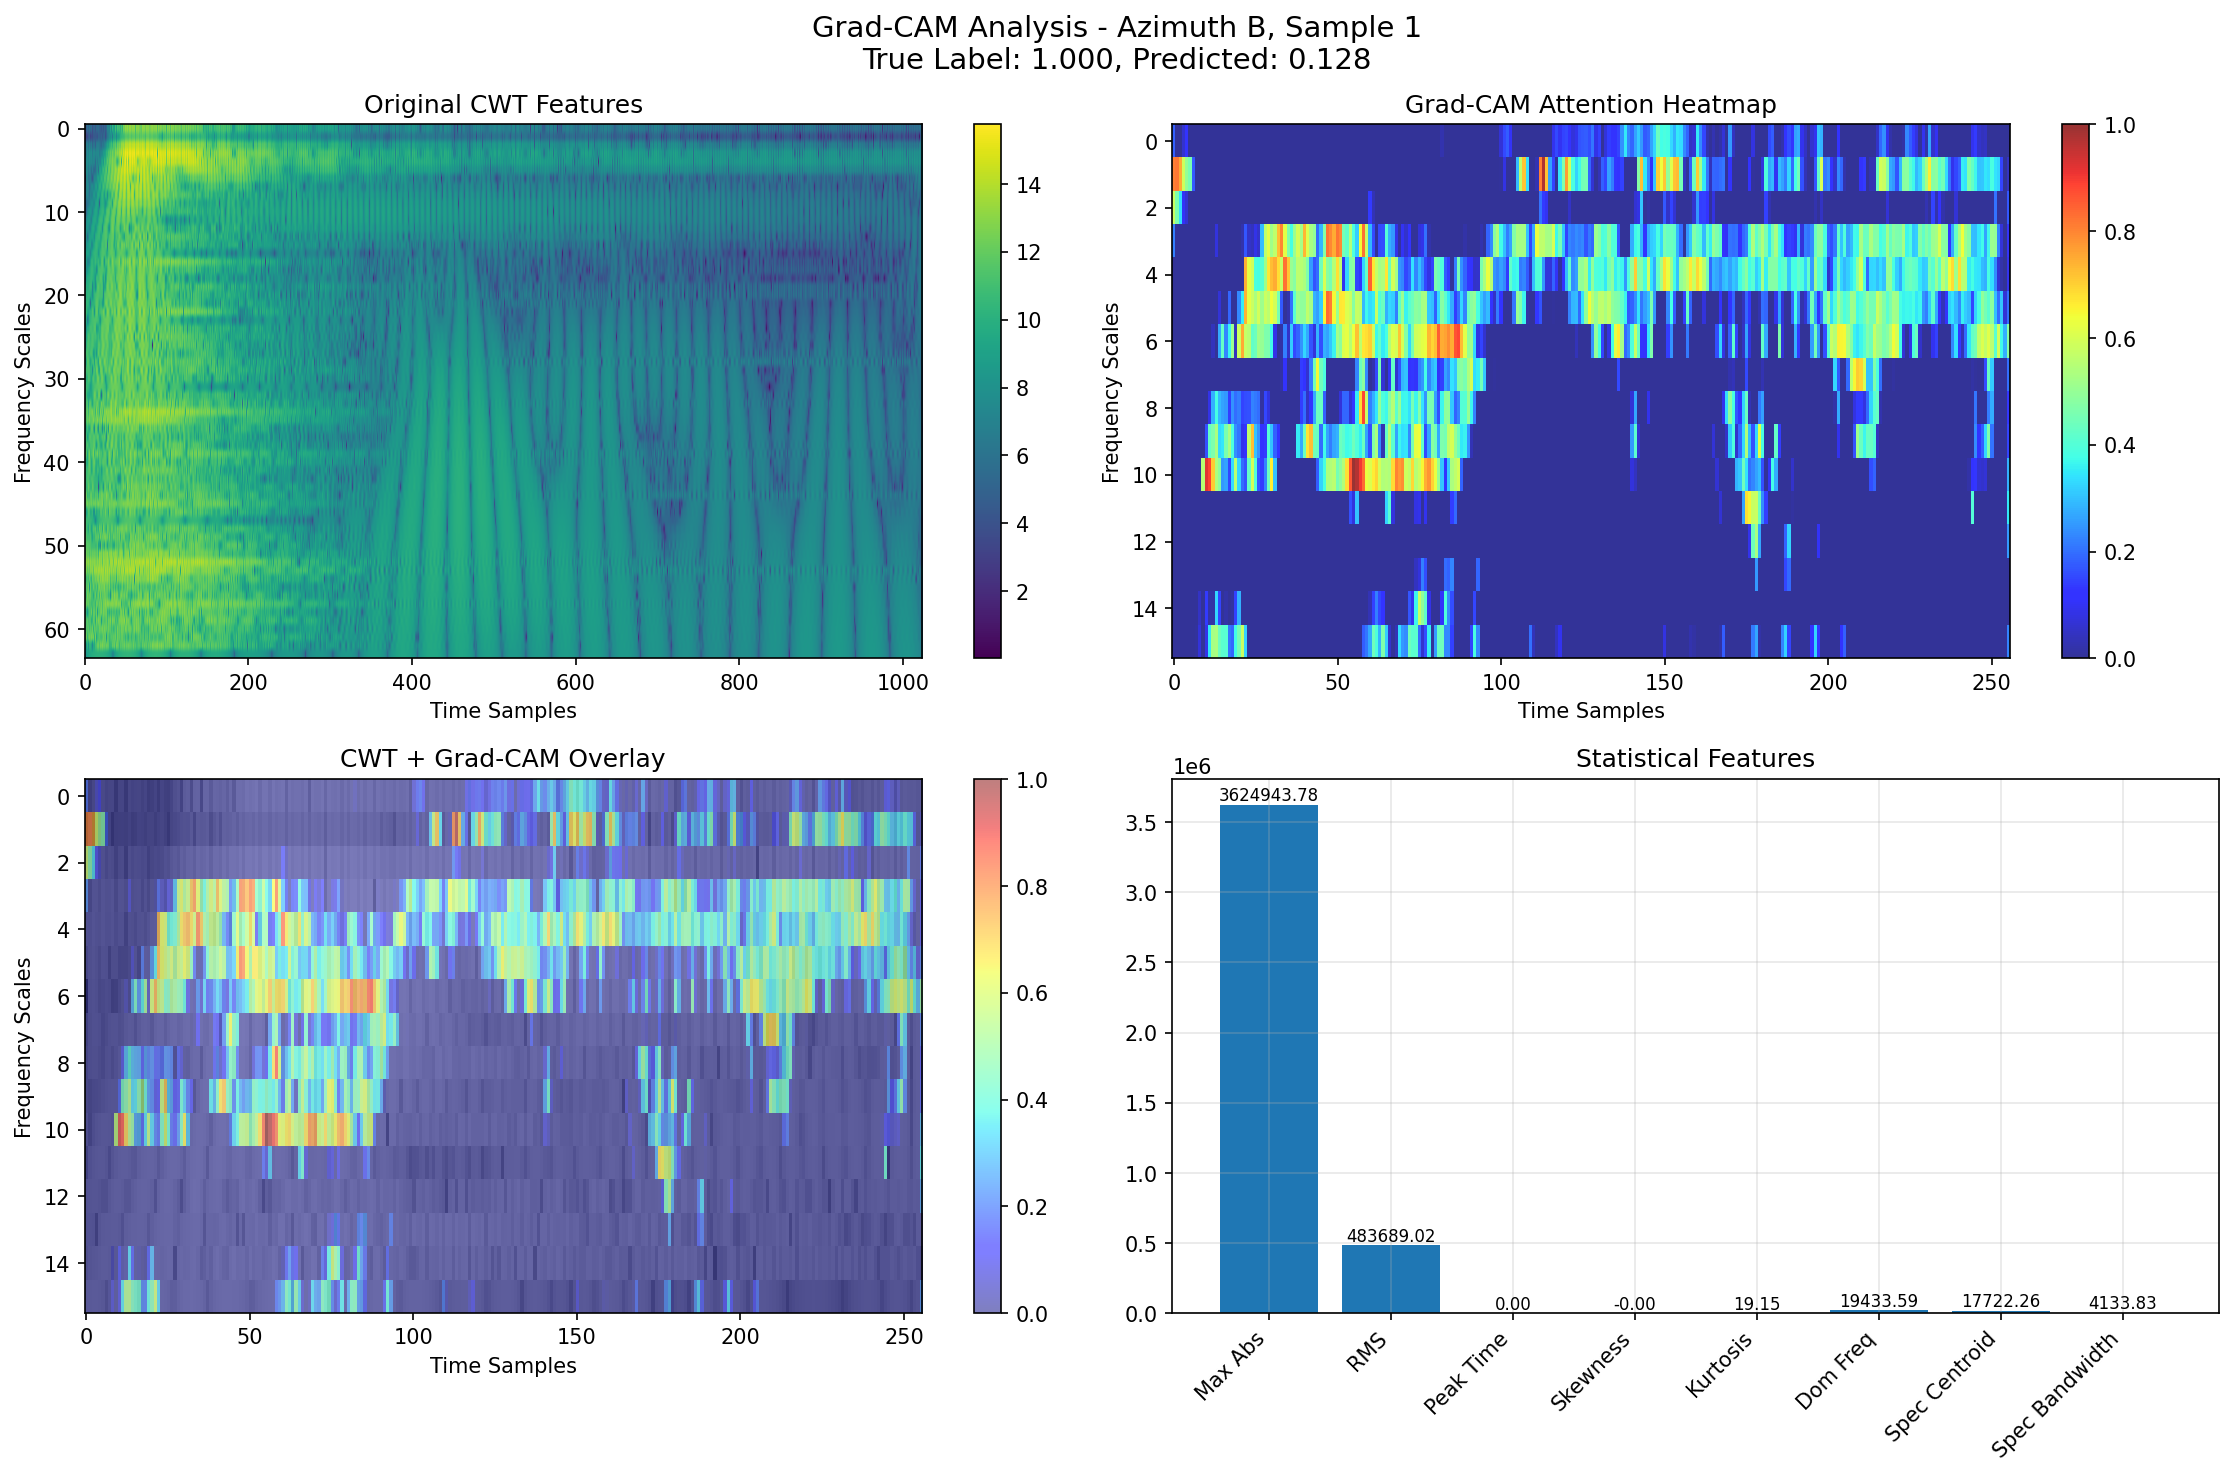 Grad-CAM Analysis - Azimuth B, Sample 1
True Label: 1.000, Predicted: 0.128
Original CWT Features
0
10
20
30
40
50
60
Frequency Scales
0 200 400 600 800 1000
Time Samples
14
12
10
8
6
4
2
Grad-CAM Attention Heatmap
0
2
4
6
8
10
12
14
Frequency Scales
0 50 100 150 200 250
Time Samples
1.0
0.8
0.6
0.4
0.2
0.0
CWT + Grad-CAM Overlay
0
2
4
6
8
10
12
14
Frequency Scales
0 50 100 150 200 250
Time Samples
1.0
0.8
0.6
0.4
0.2
0.0
Statistical Features
1e6
3.5
3.0
2.5
2.0
1.5
1.0
0.5
0.0
3624943.78
483689.02
0.00
-0.00
19.15
19433.59
17722.26
4133.83
Max Abs
RMS
Peak Time
Skewness
Kurtosis
Dom Freq
Spec Centroid
Spec Bandwidth